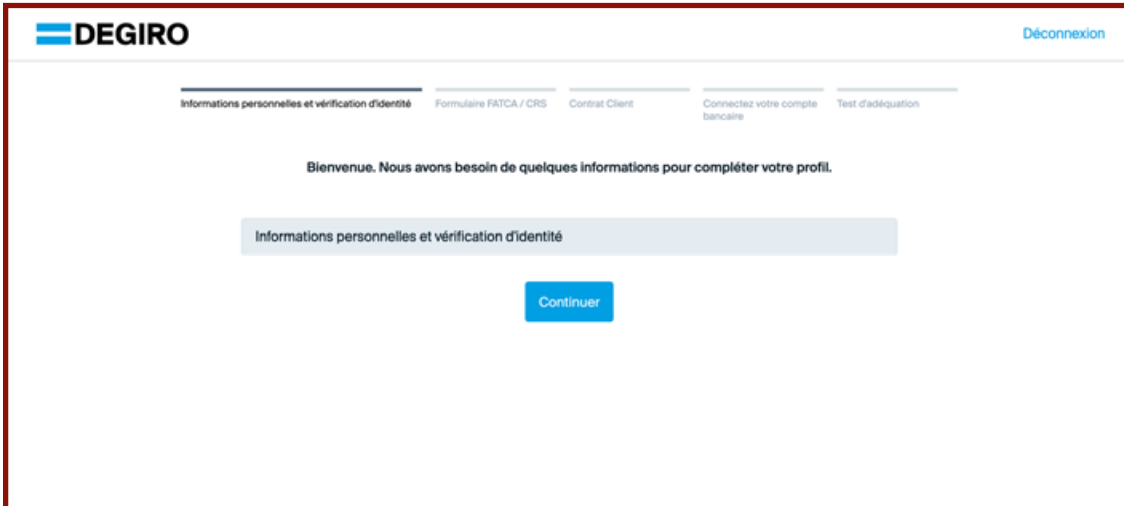 DEGIRO
Déconnexion
Informations personnelles et vérification d'identité
Formulaire FATCA / CRS
Contrat Client
Connectez votre compte
bancaire
Test d'adéquation
Bienvenue. Nous avons besoin de quelques informations pour compléter votre profil.
Informations personnelles et vérification d'identité
Continuer